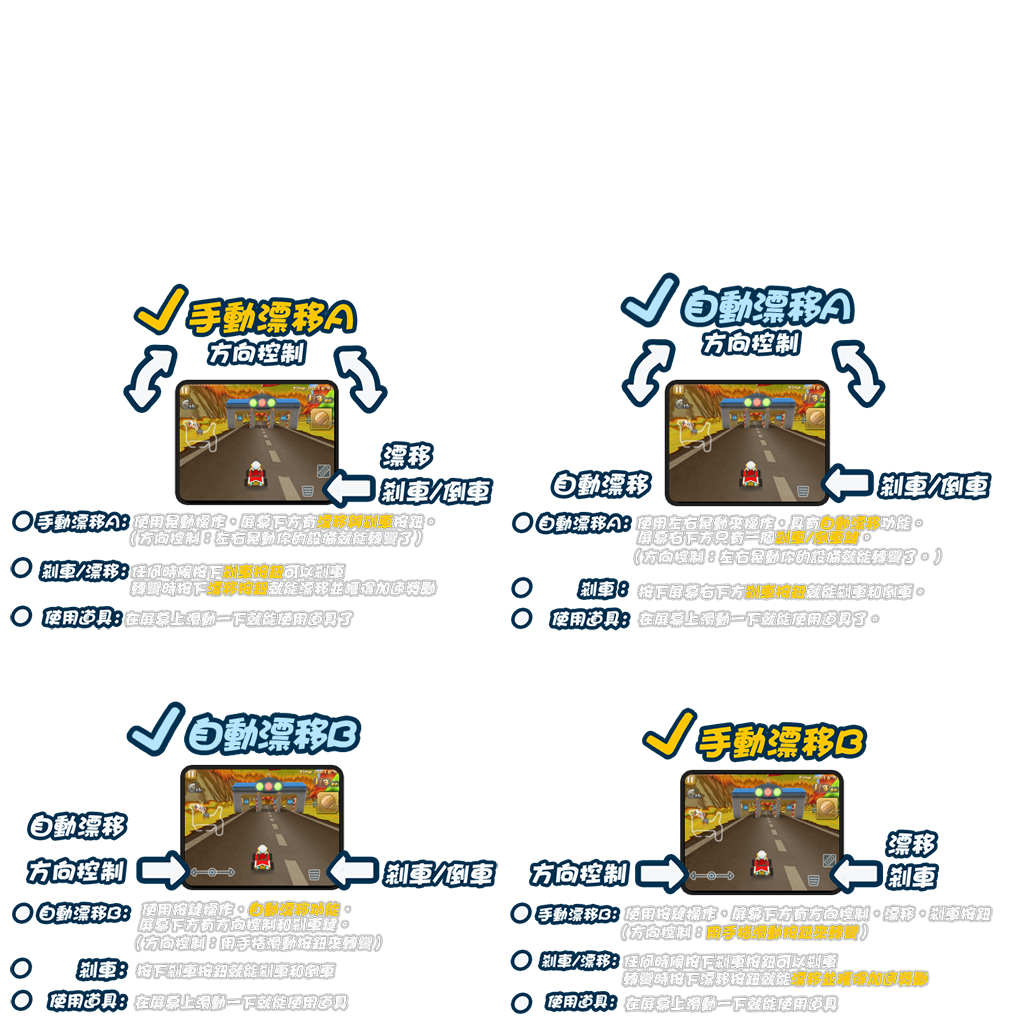 手動漂移A
方向控制
漂移
剎車/倒車
手動漂移A: 使用晃動操作，屏幕下方有漂移與剎車按鈕。
(方向控制：左右晃動你的設備就能轉彎了)
剎車/漂移: 任何時候按下剎車按鈕可以剎車
轉彎時按下漂移按鈕就能漂移並獲得加速獎勵
使用道具: 在屏幕上滑動一下就能使用道具了
自動漂移A
方向控制
自動漂移
剎車/倒車
自動漂移A: 使用左右晃動來操作，具有自動漂移功能。
屏幕右下方只有一個剎車/倒車鍵。
(方向控制：左右晃動你的設備就能轉彎了。)
剎車: 按下屏幕右下方剎車按鈕就能剎車和倒車。
使用道具: 在屏幕上滑動一下就能使用道具了。
自動漂移B
自動漂移
方向控制
剎車/倒車
自動漂移B: 使用按鍵操作，自動漂移功能。
屏幕下方有方向控制和剎車鍵。
(方向控制：用手指滑動按鈕來轉彎)
剎車: 按下剎車按鈕就能剎車和倒車
使用道具: 在屏幕上滑動一下就能使用道具
手動漂移B
方向控制
漂移
剎車
手動漂移B: 使用按鍵操作，屏幕下方有方向控制，漂移，剎車按鈕
(方向控制：用手指滑動按鈕來轉彎)
剎車/漂移: 任何時候按下剎車按鈕可以剎車
轉彎時按下漂移按鈕就能漂移並獲得加速獎勵
使用道具: 在屏幕上滑動一下就能使用道具